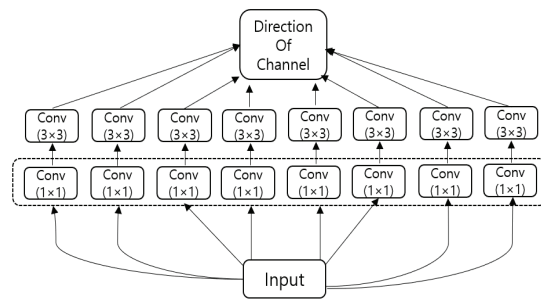 Direction
Of
Channel
Conv Conv Conv Conv Conv Conv Conv Conv
(3×3) (3×3) (3×3) (3×3) (3×3) (3×3) (3×3) (3×3)
Conv Conv Conv Conv Conv Conv Conv Conv
(1×1) (1×1) (1×1) (1×1) (1×1) (1×1) (1×1) (1×1)
Input